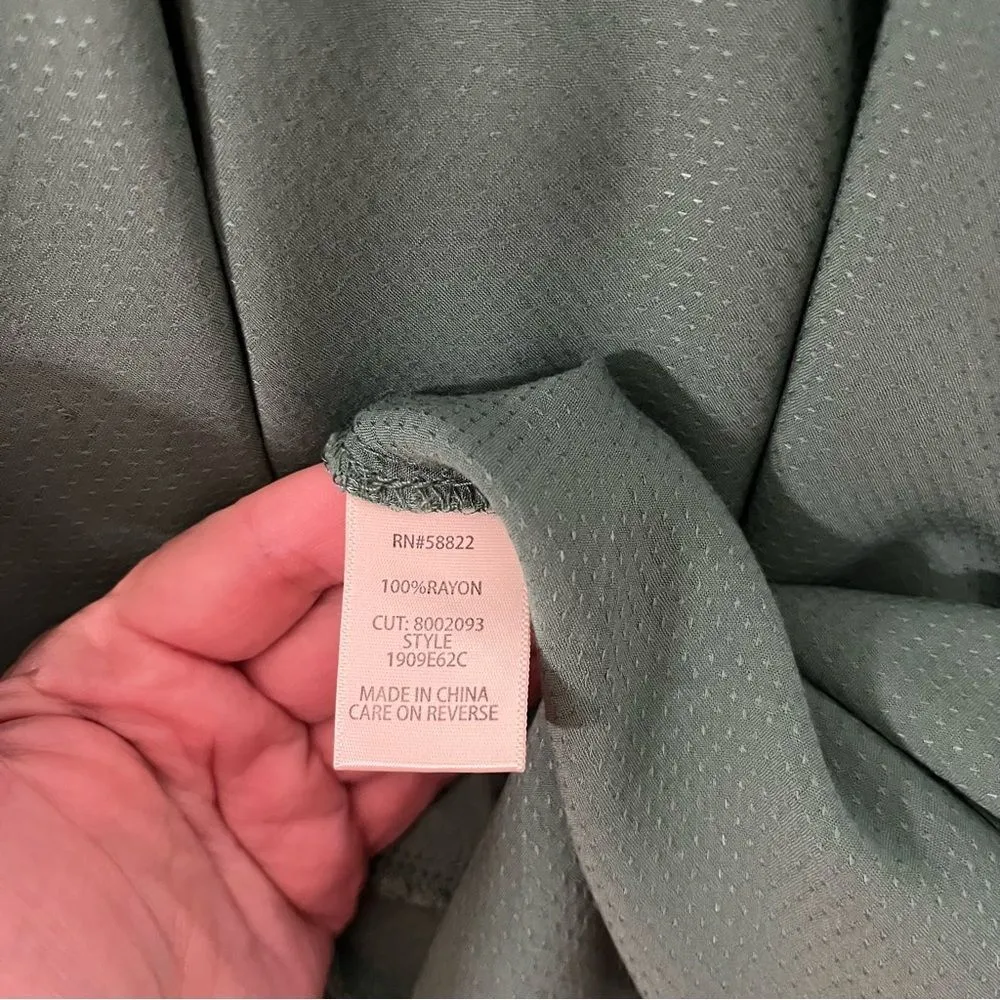 RN#58822
100%RAYON
CUT: 8002093
STYLE
1909E62C
MADE IN CHINA
CARE ON REVERSE